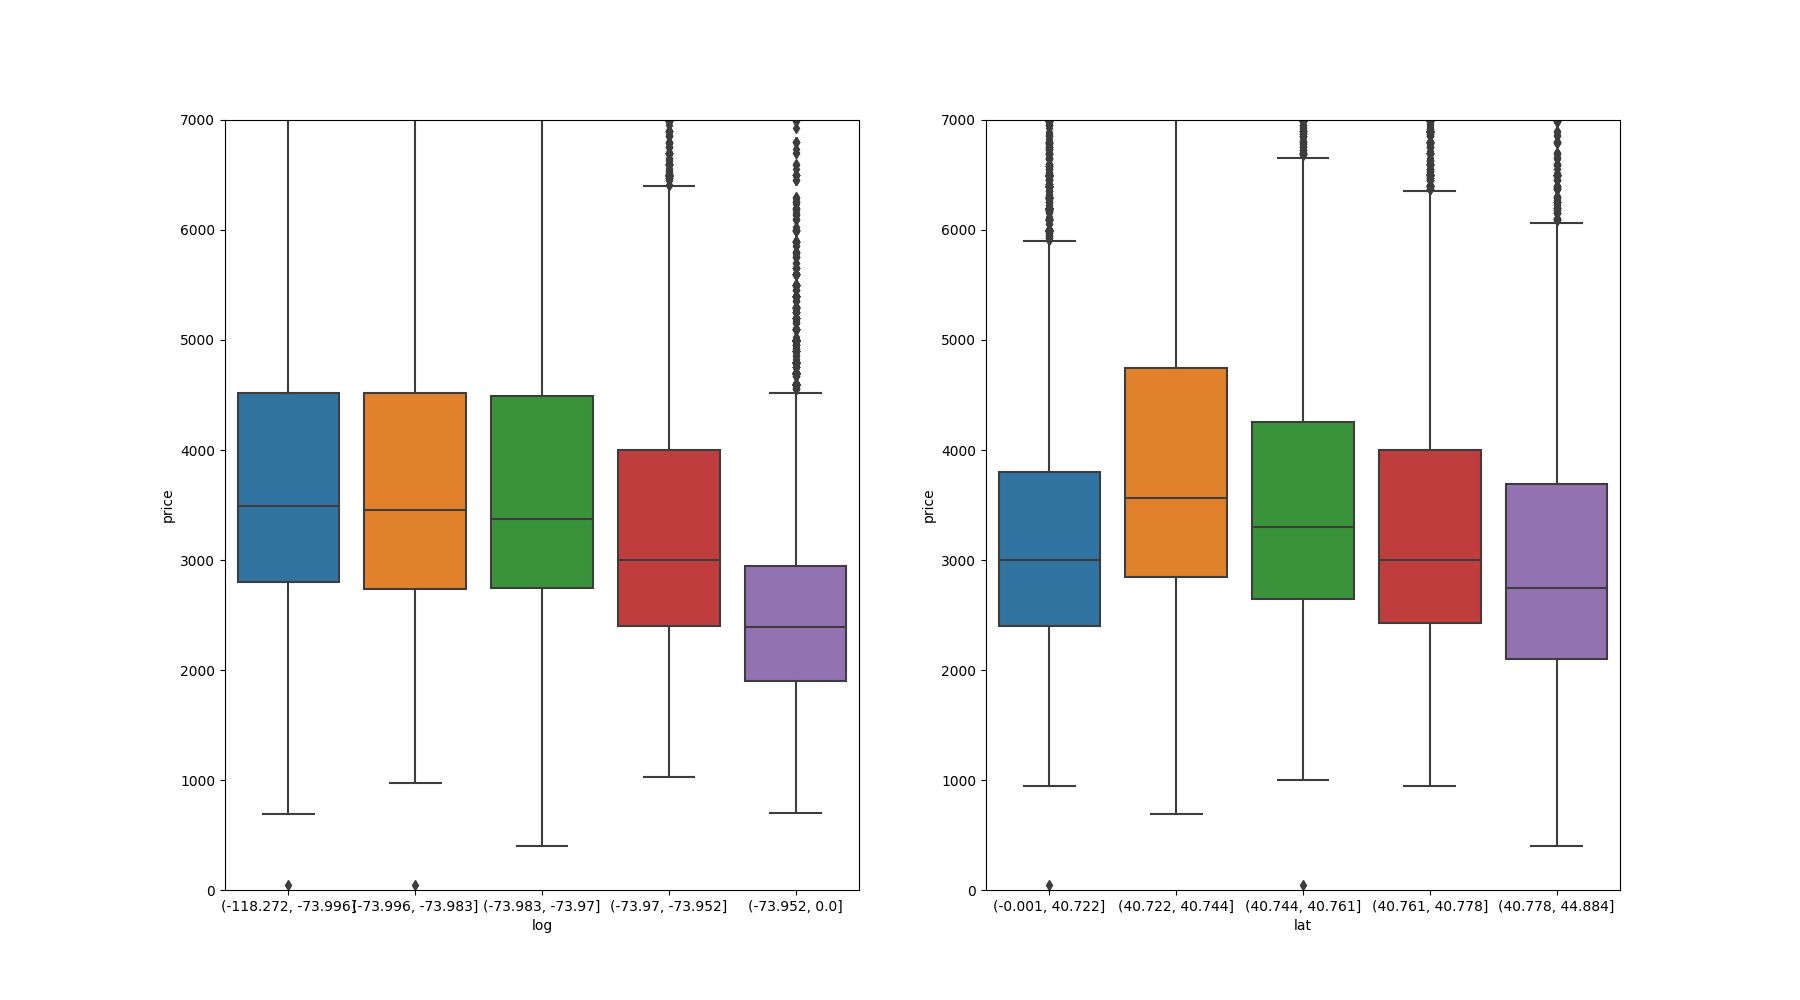 7000 7000
6000 6000
5000 5000
4000 4000
price price
3000 3000
2000 2000
1000 1000
0 0
(-118.272, -73.996] (-73.996, -73.983] (-73.983, -73.97] (-73.97, -73.952] (-73.952, 0.0] (-0.001, 40.722] (40.722, 40.744] (40.744, 40.761] (40.761, 40.778] (40.778, 44.884]
log lat